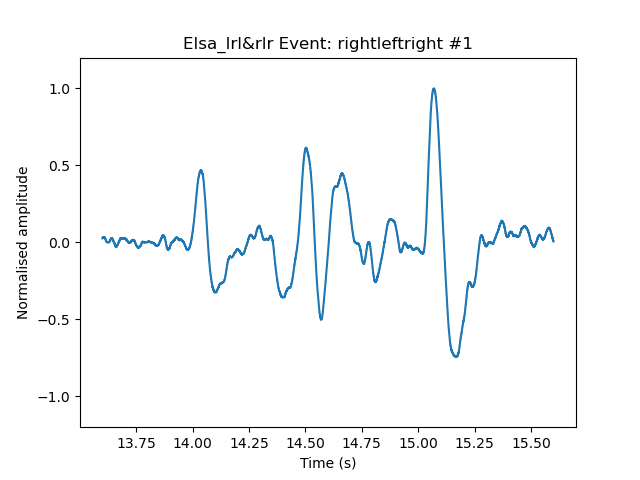 Elsa_lrl&rlr Event: rightleftright #1
Normalised amplitude
1.0
0.5
0.0
−0.5
−1.0
13.75 14.00 14.25 14.50 14.75 15.00 15.25 15.50
Time (s)